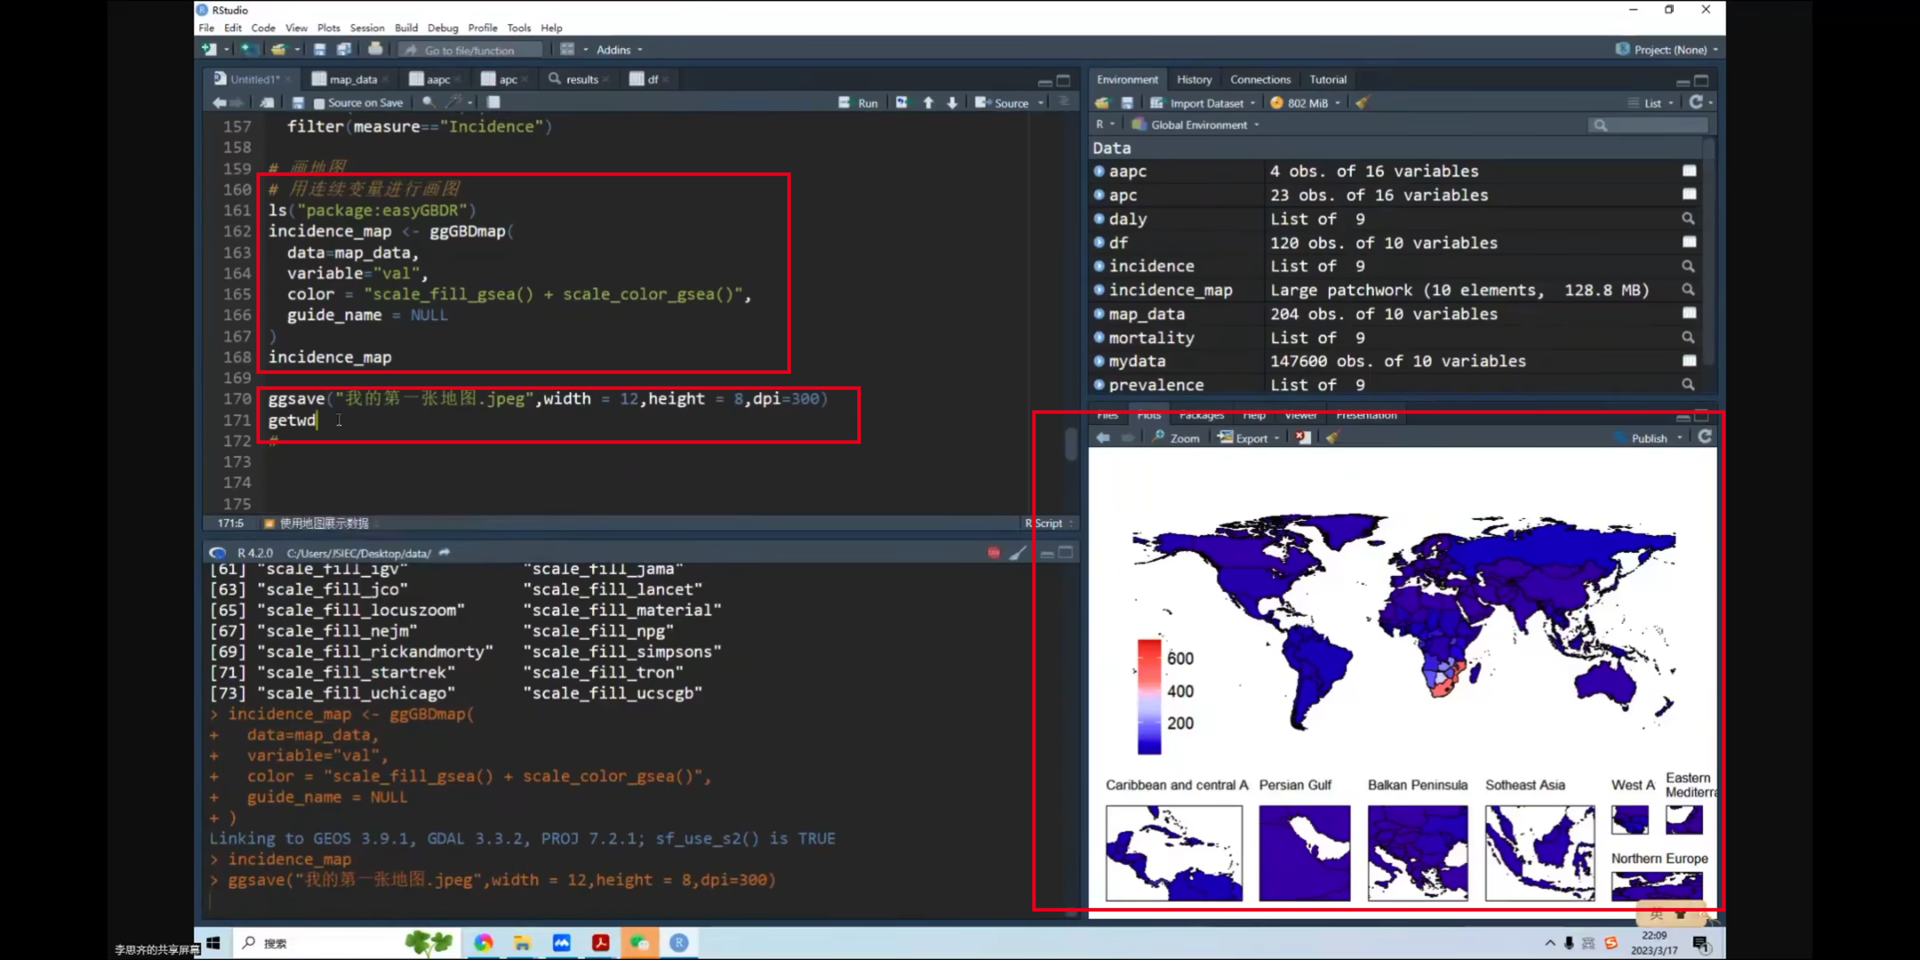 RStudio
File Edit Code View Plots Session Build Debug Profile Tools Help
Go to file/function Addins Project: (None)
Untitled1* map_data aapc apc results df
Source on Save Run Source
157 filter(measure=="Incidence")
158
159 # 画地图
160 # 用连续变量进行画图
161 ls("package:easyGBDR")
162 incidence_map <- ggGBDmap(
163 data=map_data,
164 variable="val",
165 color = "scale_fill_gsea() + scale_color_gsea()",
166 guide_name = NULL
167 )
168 incidence_map
169
170 ggsave("我的第一张地图.jpeg",width = 12,height = 8,dpi=300)
171 getwd
172 #
173
174
175
171:5 使用地图展示数据 R Script
R 4.2.0 C:/Users/JSIEC/Desktop/data/
[61] "scale_fill_igv" "scale_fill_jama"
[63] "scale_fill_jco" "scale_fill_lancet"
[65] "scale_fill_locuszoom" "scale_fill_material"
[67] "scale_fill_nejm" "scale_fill_npg"
[69] "scale_fill_rickandmorty" "scale_fill_simpsons"
[71] "scale_fill_startrek" "scale_fill_tron"
[73] "scale_fill_uchicago" "scale_fill_ucscgb"
> incidence_map <- ggGBDmap(
+ data=map_data,
+ variable="val",
+ color = "scale_fill_gsea() + scale_color_gsea()",
+ guide_name = NULL
+ )
Linking to GEOS 3.9.1, GDAL 3.3.2, PROJ 7.2.1; sf_use_s2() is TRUE
> incidence_map
> ggsave("我的第一张地图.jpeg",width = 12,height = 8,dpi=300)
Environment History Connections Tutorial
Import Dataset 802 MiB List
R Global Environment
Data
aapc 4 obs. of 16 variables
apc 23 obs. of 16 variables
daly List of 9
df 120 obs. of 10 variables
incidence List of 9
incidence_map Large patchwork (10 elements, 128.8 MB)
map_data 204 obs. of 10 variables
mortality List of 9
mydata 147600 obs. of 10 variables
prevalence List of 9
Files Plots Packages Help Viewer Presentation
Zoom Export Publish
600
400
200
Caribbean and central A Persian Gulf Balkan Peninsula Sotheast Asia West A Eastern
Mediterra
Northern Europe
英
李思齐的共享屏幕
搜索
22:09
2023/3/17